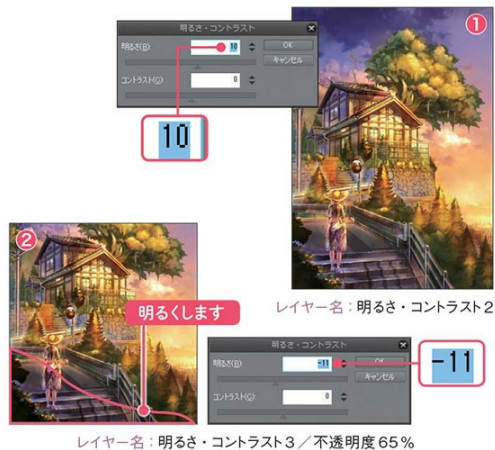 明るさ・コントラスト
明るさ(B):
10
OK
キャンセル
コントラスト(C):
0
10
1
レイヤー名：明るさ・コントラスト2
2
明るくします
明るさ・コントラスト
明るさ(B):
-11
OK
キャンセル
コントラスト(C):
0
-11
レイヤー名：明るさ・コントラスト3／不透明度65%